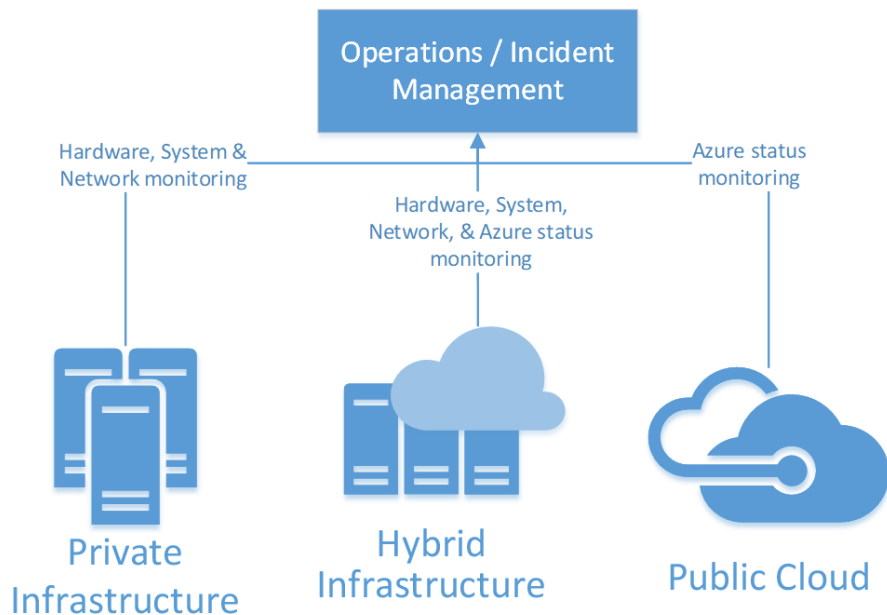 Operations / Incident
Management
Hardware, System &
Network monitoring
Azure status
monitoring
Hardware, System,
Network, & Azure status
monitoring
Private
Infrastructure
Hybrid
Infrastructure
Public Cloud